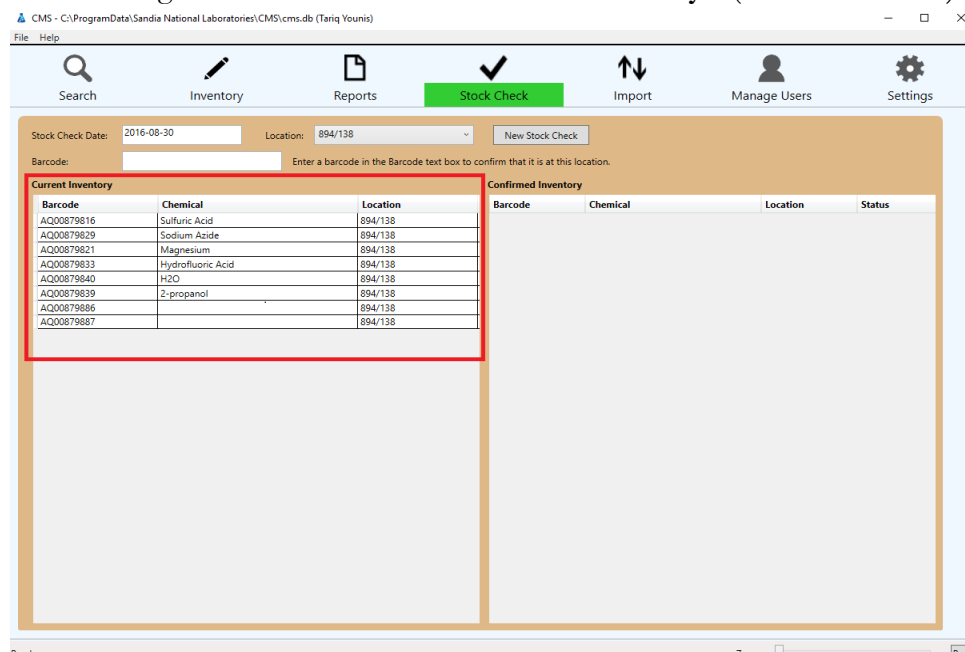 CMS - C:\ProgramData\Sandia National Laboratories\CMS\cms.db (Tariq Younis)
File Help
Search Inventory Reports Stock Check Import Manage Users Settings
Stock Check Date: 2016-08-30 Location: 894/138 New Stock Check
Barcode: Enter a barcode in the Barcode text box to confirm that it is at this location.
Current Inventory Confirmed Inventory
Barcode Chemical Location Barcode Chemical Location Status
AQ00879816 Sulfuric Acid 894/138
AQ00879829 Sodium Azide 894/138
AQ00879821 Magnesium 894/138
AQ00879833 Hydrofluoric Acid 894/138
AQ00879840 H2O 894/138
AQ00879839 2-propanol 894/138
AQ00879886 894/138
AQ00879887 894/138